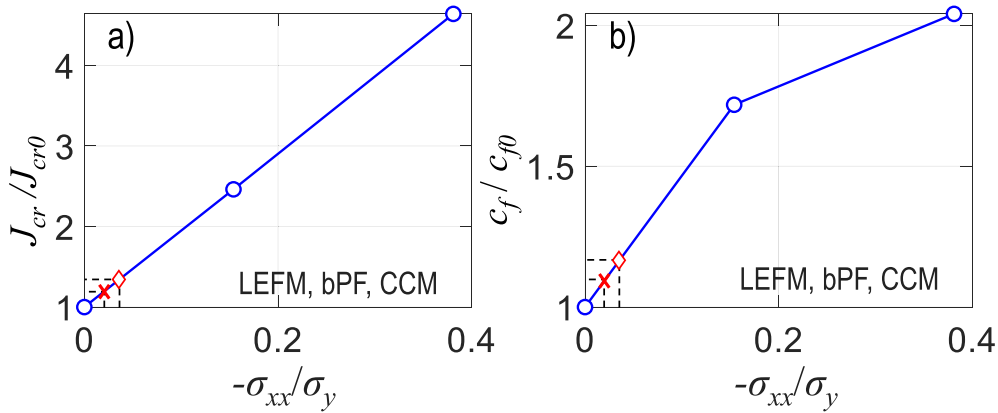 a)
4
3
2
1
J_cr /J_cr0
LEFM, bPF, CCM
0
0.2
0.4
-σ_xx/σ_y
b)
2
1.5
1
c_f / c_f0
LEFM, bPF, CCM
0
0.2
0.4
-σ_xx/σ_y